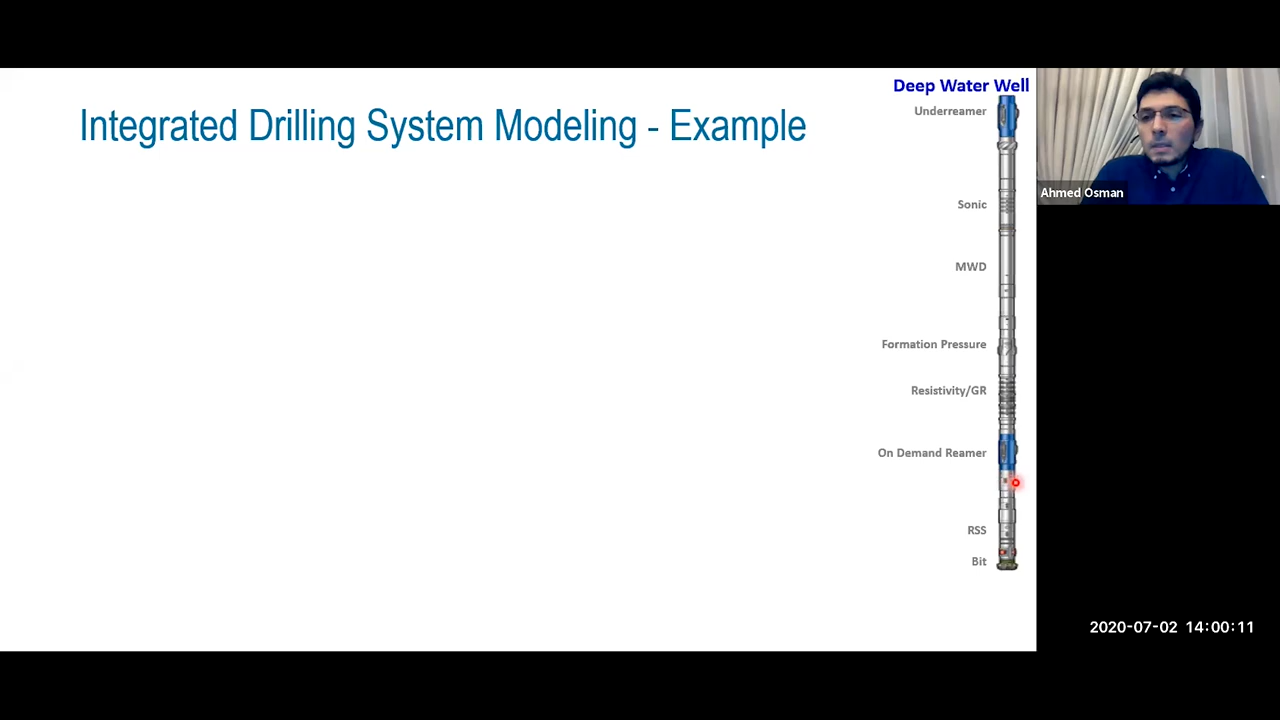 Integrated Drilling System Modeling - Example
Deep Water Well
Underreamer
Sonic
MWD
Formation Pressure
Resistivity/GR
On Demand Reamer
RSS
Bit
Ahmed Osman
2020-07-02 14:00:11